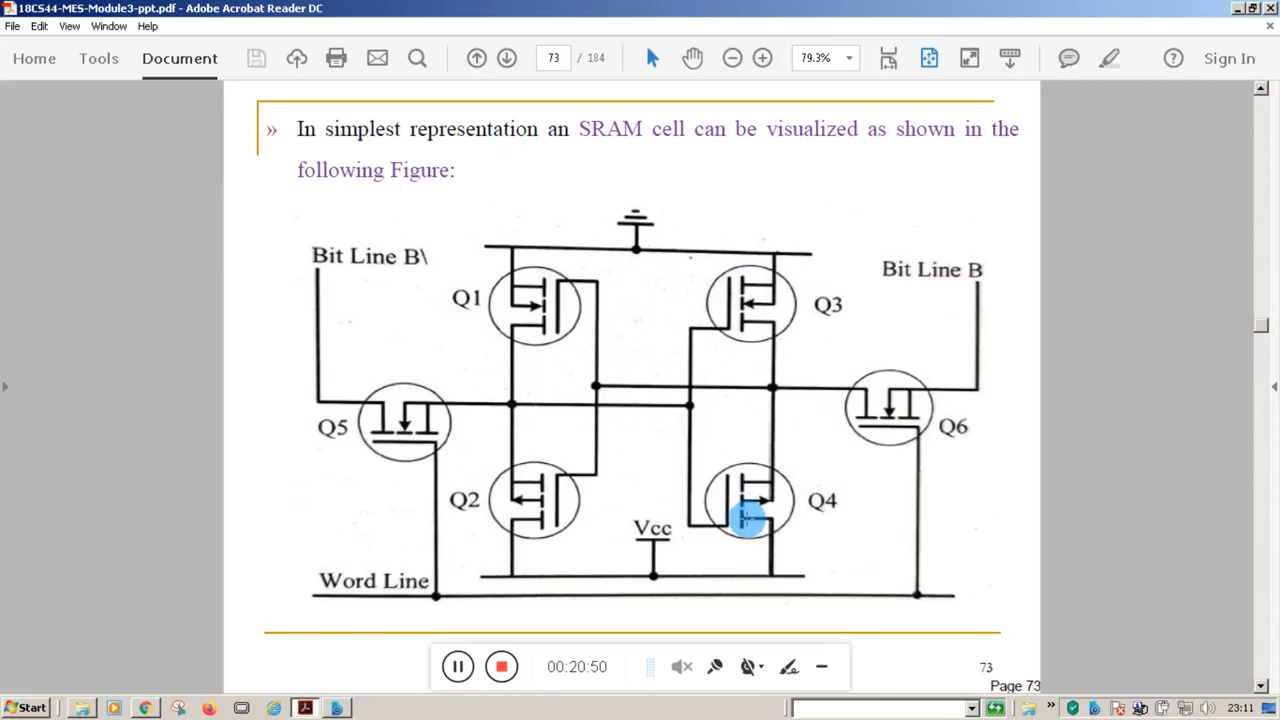 18CS44-MES-Module3-ppt.pdf - Adobe Acrobat Reader DC
File Edit View Window Help
Home Tools Document 73 / 184 79.3% Sign In
» In simplest representation an SRAM cell can be visualized as shown in the
following Figure:
Bit Line B\
Bit Line B
Q1
Q3
Q5
Q6
Q2
Q4
Vcc
Word Line
00:20:50
73
Page 73
Start
23:11